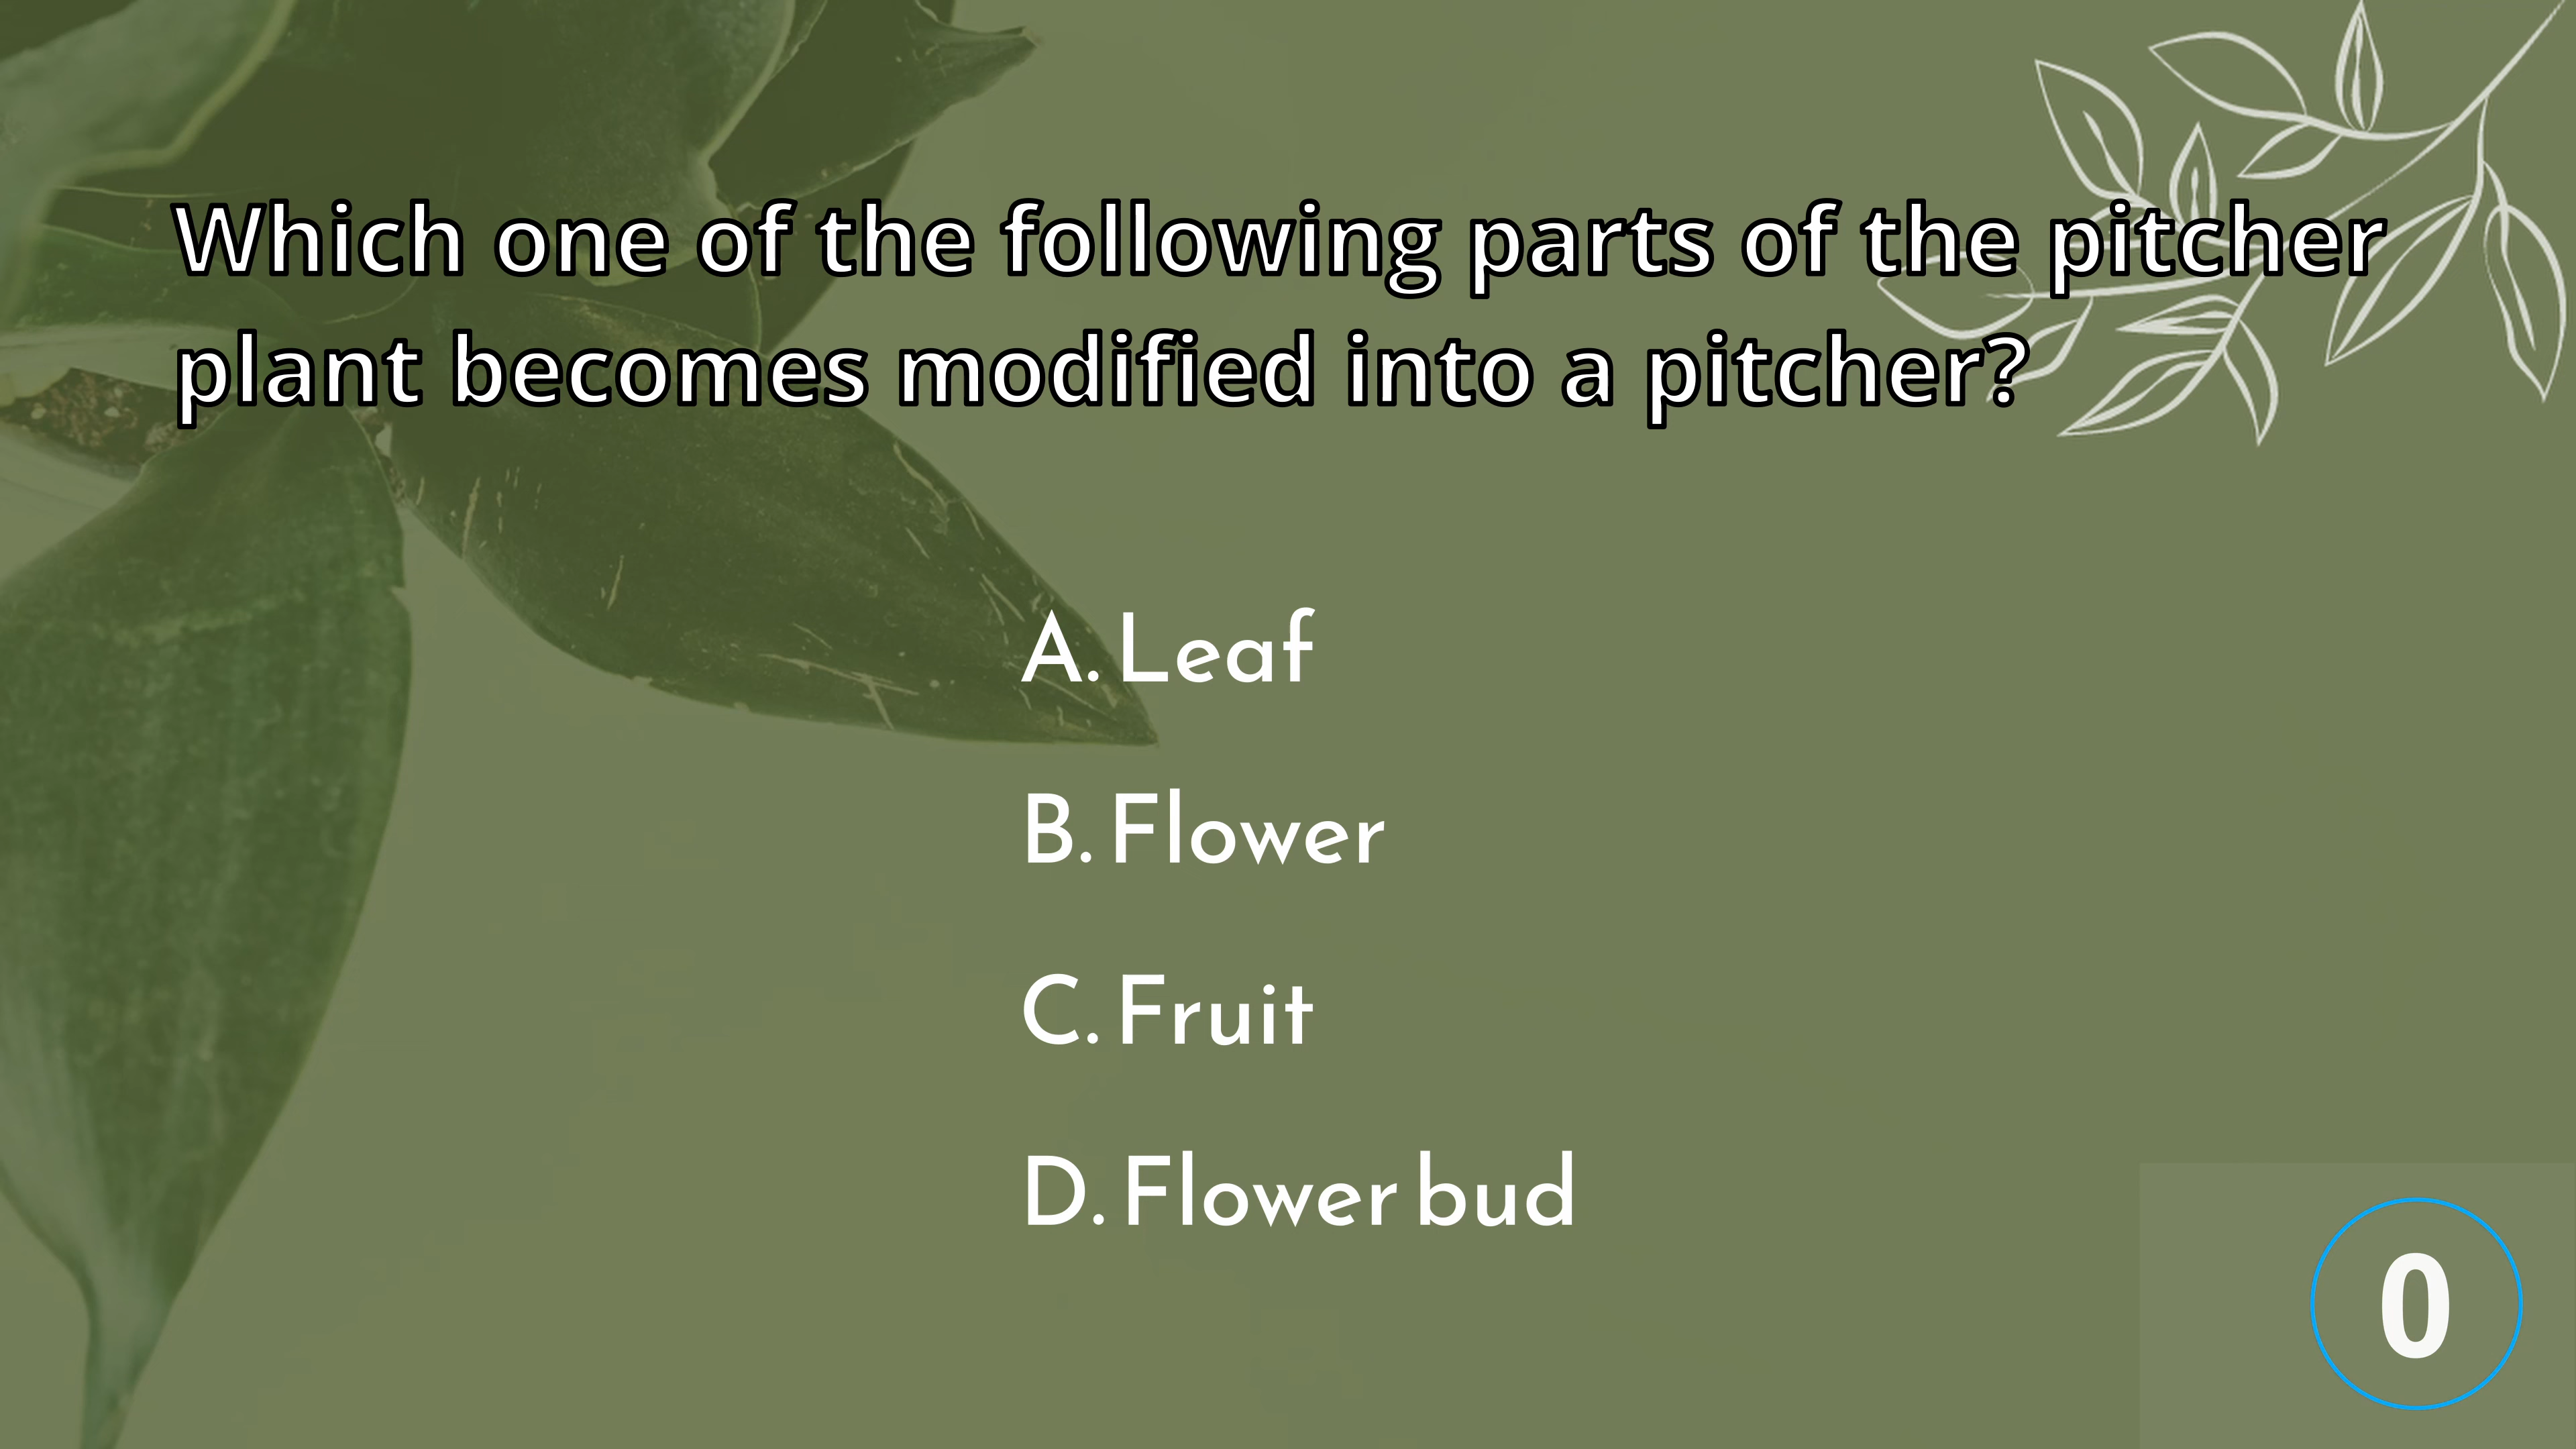 Which one of the following parts of the pitcher
plant becomes modified into a pitcher?
A. Leaf
B. Flower
C. Fruit
D. Flower bud
0